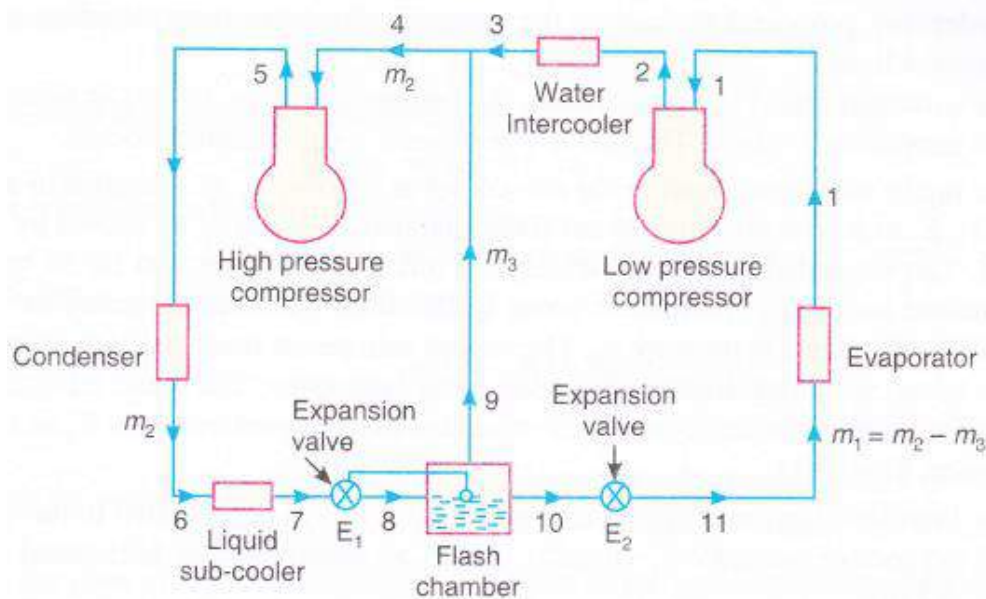 4
3
5
m2
2
1
Water
Intercooler
1
High pressure
compressor
m3
Low pressure
compressor
Condenser
Evaporator
m2
Expansion
valve
9
Expansion
valve
m1 = m2 – m3
6
7
E1
8
10
E2
11
Liquid
sub-cooler
Flash
chamber